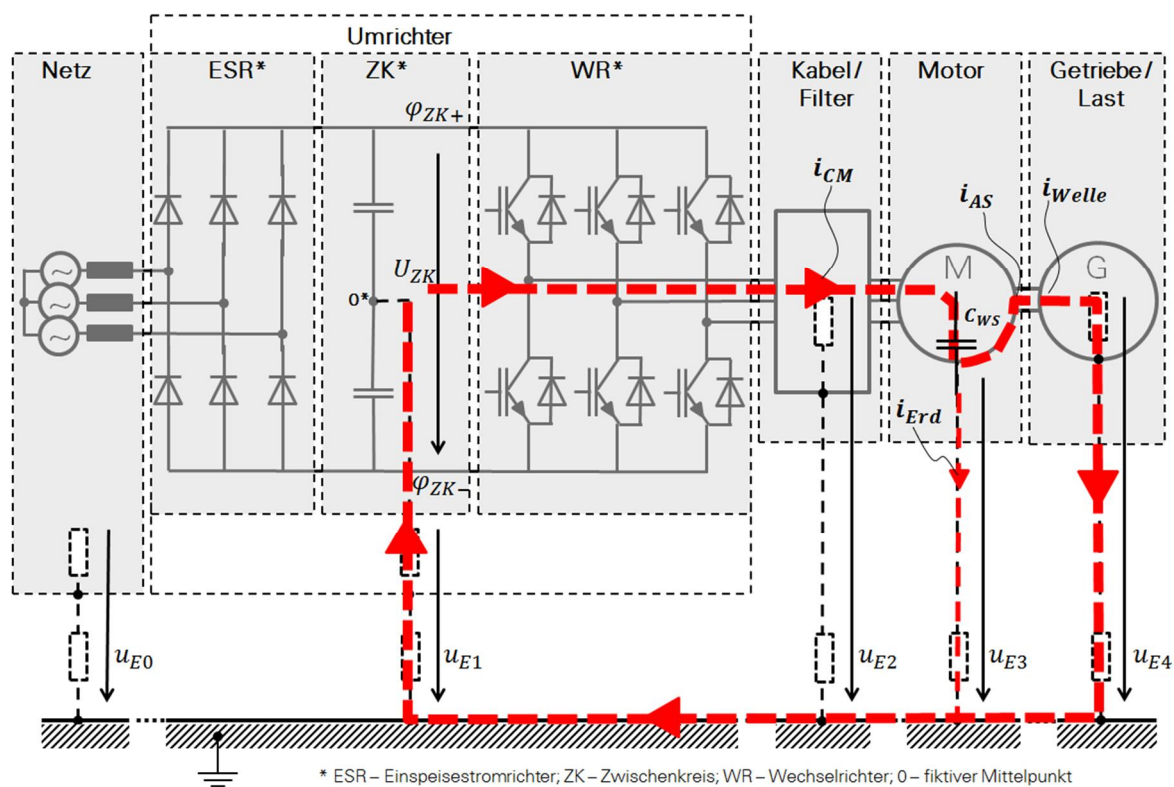 Umrichter
Netz
ESR*
ZK*
WR*
Kabel/
Filter
Motor
Getriebe/
Last
φZK+
iCM
iAS
iWelle
M
G
UZK
0*
CWS
iErd
φZK−
uE0
uE1
uE2
uE3
uE4
* ESR – Einspeisestromrichter; ZK – Zwischenkreis; WR – Wechselrichter; 0 – fiktiver Mittelpunkt